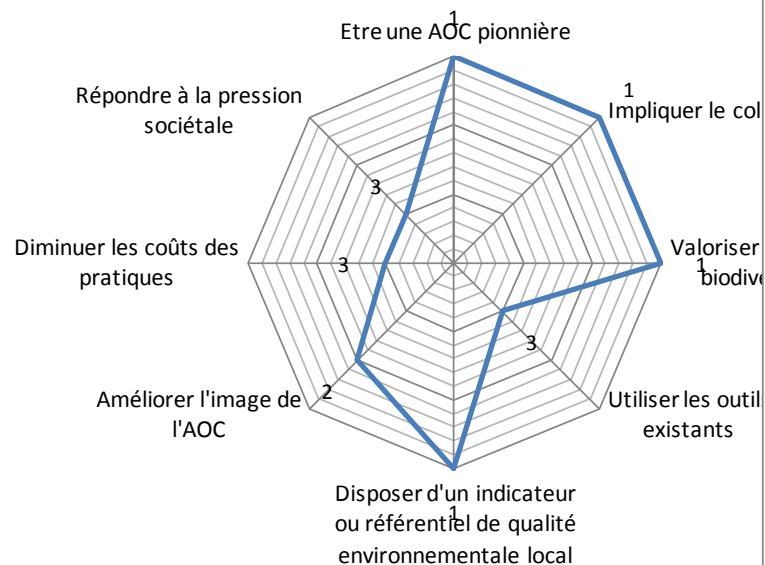 1
Etre une AOC pionnière
1
Impliquer le col
Valoriser
1
biodive
Utiliser les outils
existants
3
Disposer d'un indicateur
1
ou référentiel de qualité
environnementale local
2
Améliorer l'image de
l'AOC
3
Diminuer les coûts des
pratiques
3
Répondre à la pression
sociétale